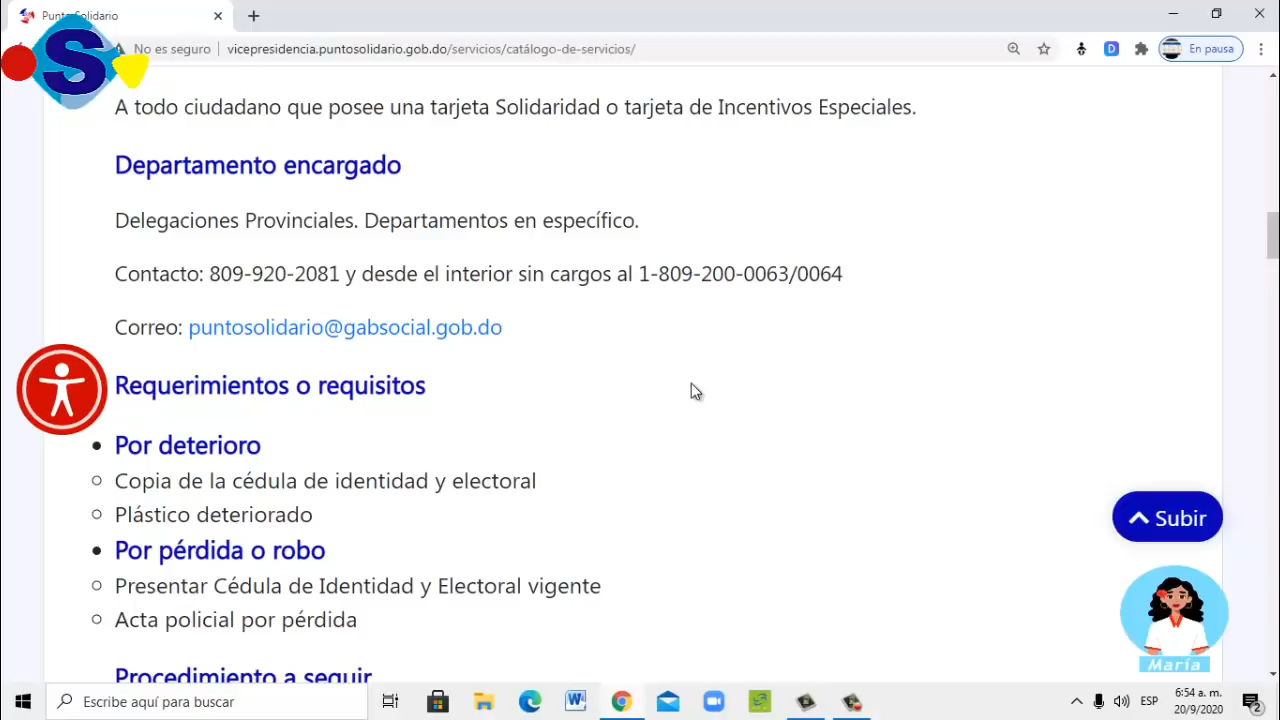 Punto Solidario
No es seguro
vicepresidencia.puntosolidario.gob.do/servicios/catálogo-de-servicios/
D
En pausa
S
A todo ciudadano que posee una tarjeta Solidaridad o tarjeta de Incentivos Especiales.
Departamento encargado
Delegaciones Provinciales. Departamentos en específico.
Contacto: 809-920-2081 y desde el interior sin cargos al 1-809-200-0063/0064
Correo: puntosolidario@gabsocial.gob.do
Requerimientos o requisitos
Por deterioro
Copia de la cédula de identidad y electoral
Plástico deteriorado
Subir
Por pérdida o robo
Presentar Cédula de Identidad y Electoral vigente
Acta policial por pérdida
María
Procedimiento a seguir
Escribe aquí para buscar
W
ESP
6:54 a. m.
20/9/2020
2